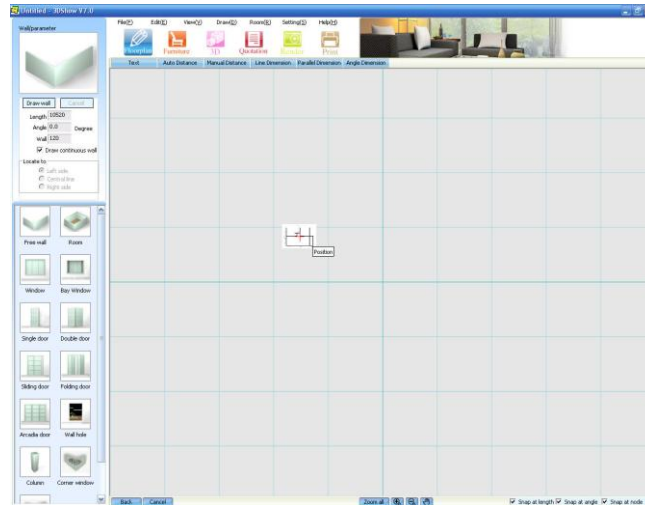 Untitled - 3DShow V7.0
File(F) Edit(E) View(V) Draw(D) Room(R) Setting(S) Help(H)
Wall/parameter
Floorplan Furniture 3D Quotation Render Print
Text Auto Distance Manual Distance Line Dimension Parallel Dimension Angle Dimension
Draw wall Cancel
Length 10520
Angle 0.0 Degree
Wall 120
Draw continuous wall
Locate to
Left side
Central line
Right side
Position
Free wall Room
Window Bay Window
Single door Double door
Sliding door Folding door
Arcadia door Wall hole
Column Corner window
Back Cancel Zoom all Snap at length Snap at angle Snap at node